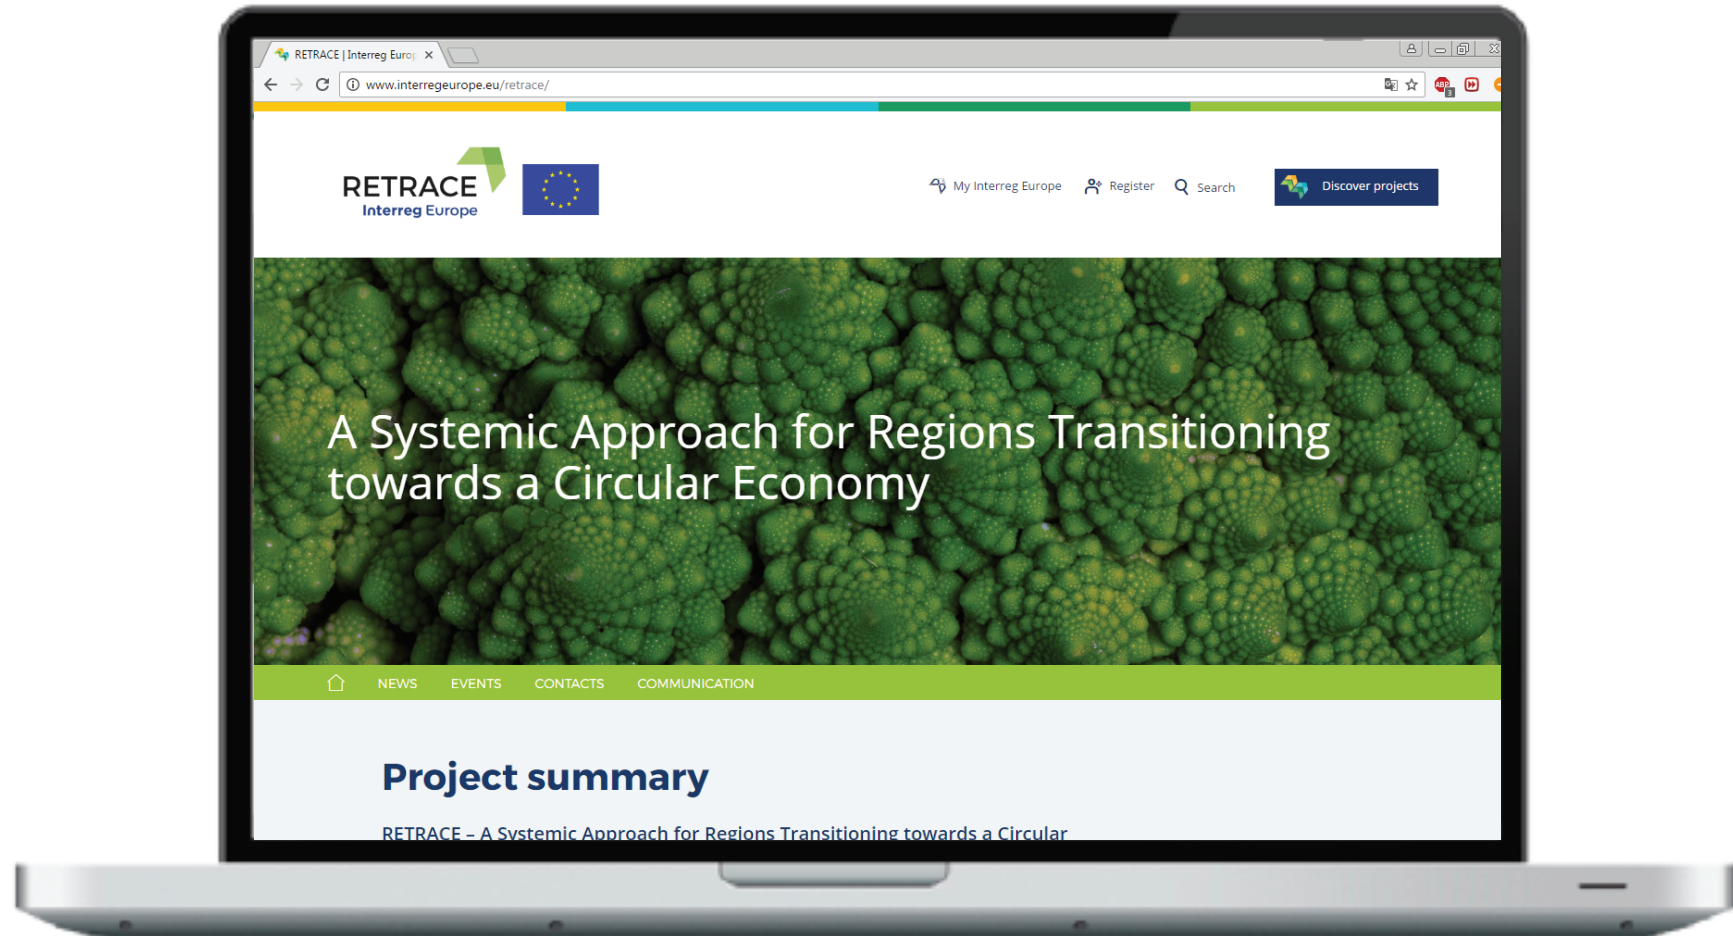 RETRACE | Interreg Europ
www.interregeurope.eu/retrace/
ABP
3
RETRACE
Interreg Europe
My Interreg Europe
Register
Search
Discover projects
A Systemic Approach for Regions Transitioning
towards a Circular Economy
NEWS
EVENTS
CONTACTS
COMMUNICATION
Project summary
RETRACE – A Systemic Approach for Regions Transitioning towards a Circular